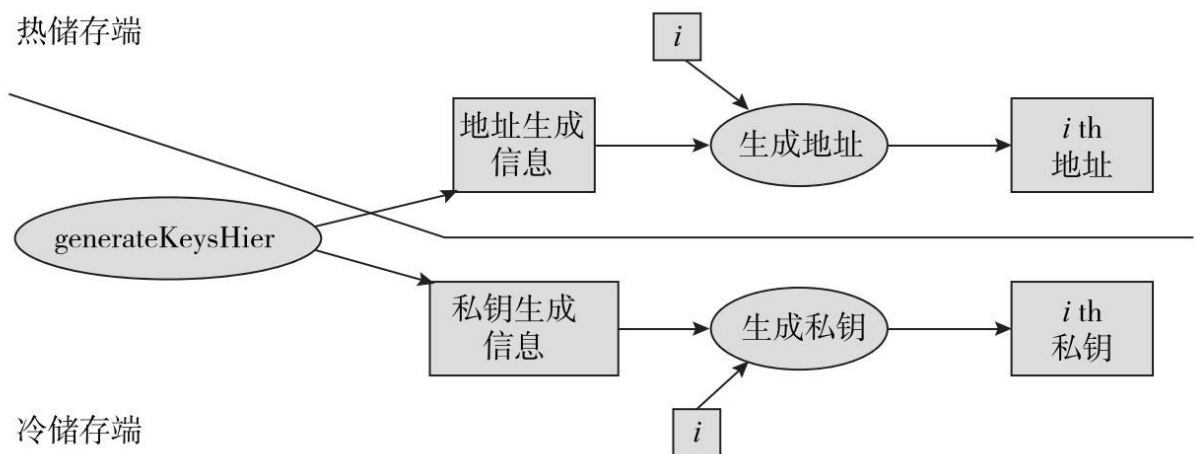 热储存端
i
地址生成
信息
生成地址
i th
地址
generateKeysHier
私钥生成
信息
生成私钥
i th
私钥
冷储存端
i